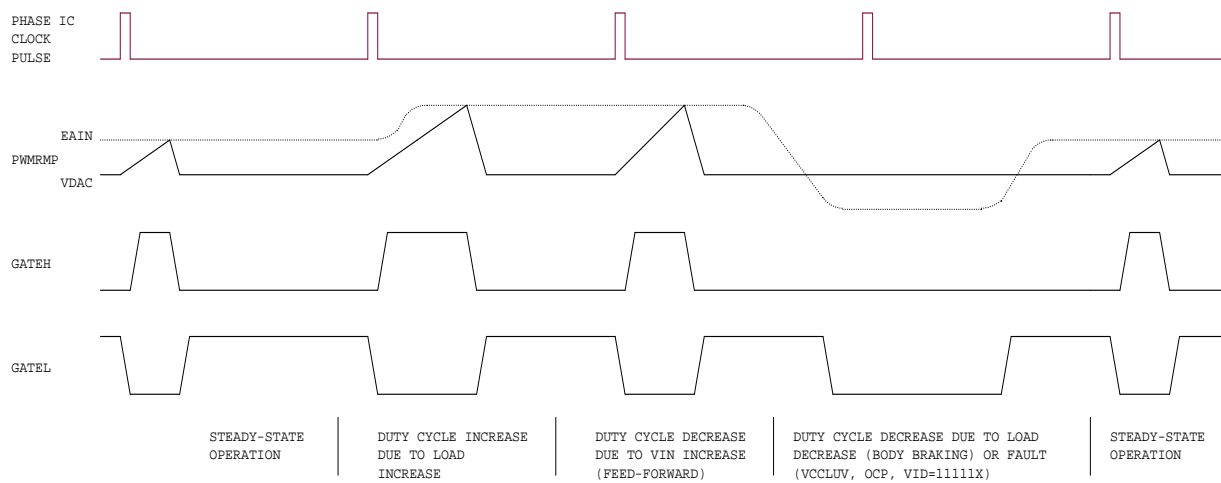 PHASE IC
CLOCK
PULSE
EAIN
PWMRMP
VDAC
GATEH
GATEL
STEADY-STATE
OPERATION
DUTY CYCLE INCREASE
DUE TO LOAD
INCREASE
DUTY CYCLE DECREASE
DUE TO VIN INCREASE
(FEED-FORWARD)
DUTY CYCLE DECREASE DUE TO LOAD
DECREASE (BODY BRAKING) OR FAULT
(VCCLUV, OCP, VID=11111X)
STEADY-STATE
OPERATION